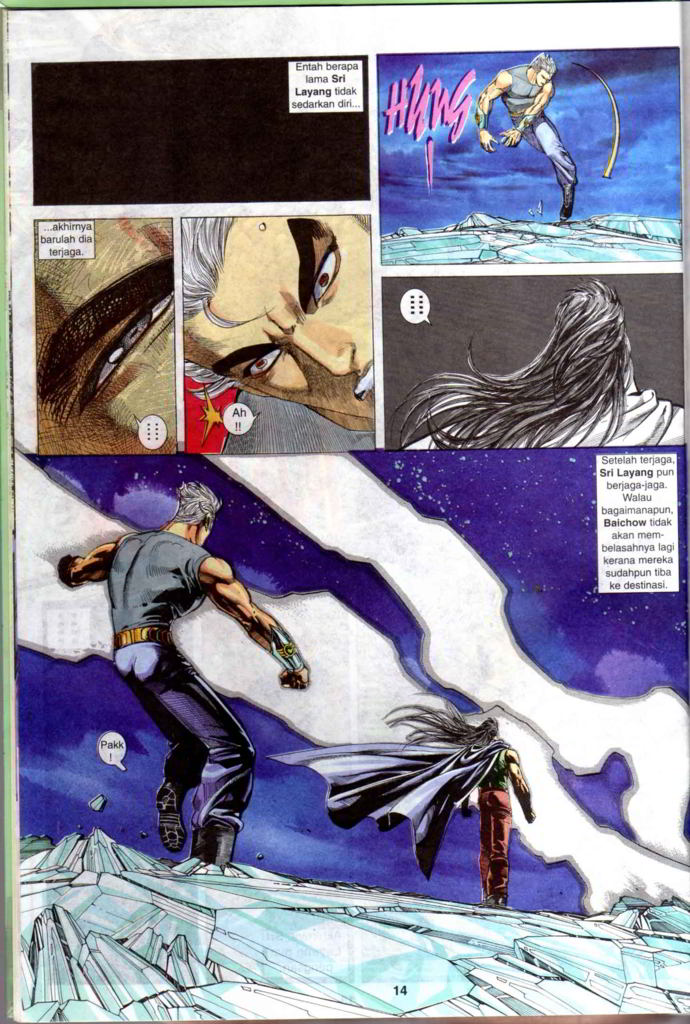 Entah berapa
lama Sri
Layang tidak
sedarkan diri...
HUNG
!
...akhirnya
barulah dia
terjaga.
Ah
!!
Setelah terjaga,
Sri Layang pun
berjaga-jaga.
Walau
bagaimanapun,
Baichow tidak
akan mem-
belasahnya lagi
kerana mereka
sudahpun tiba
ke destinasi.
Pakk
!
14